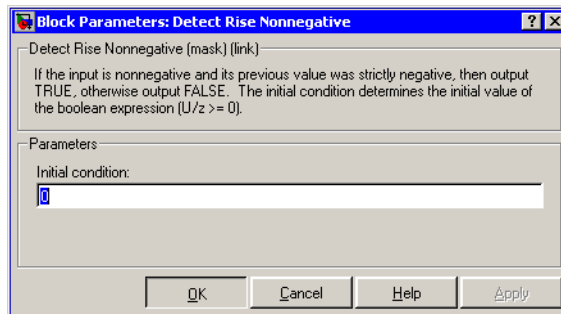 Block Parameters: Detect Rise Nonnegative
Detect Rise Nonnegative (mask) (link)
If the input is nonnegative and its previous value was strictly negative, then output
TRUE, otherwise output FALSE. The initial condition determines the initial value of
the boolean expression (U/z >= 0).
Parameters
Initial condition:
0
OK Cancel Help Apply